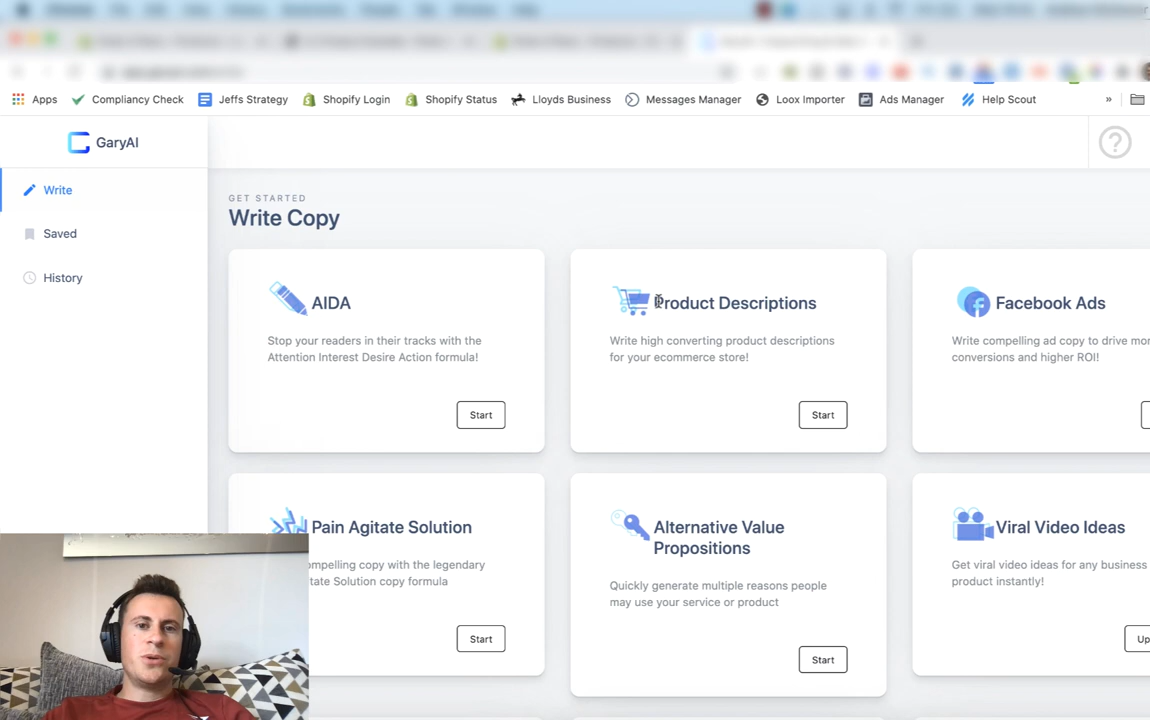 Apps
Compliancy Check
Jeffs Strategy
Shopify Login
Shopify Status
Lloyds Business
Messages Manager
Loox Importer
Ads Manager
Help Scout
»
GaryAI
Write
Saved
History
GET STARTED
Write Copy
AIDA
Stop your readers in their tracks with the
Attention Interest Desire Action formula!
Start
Product Descriptions
Write high converting product descriptions
for your ecommerce store!
Start
Facebook Ads
Write compelling ad copy to drive
conversions and higher ROI!
Pain Agitate Solution
copy with the legendary
Solution copy formula
Start
Alternative Value
Propositions
Quickly generate multiple reasons people
may use your service or product
Start
Viral Video Ideas
Get viral video ideas for any business
product instantly!